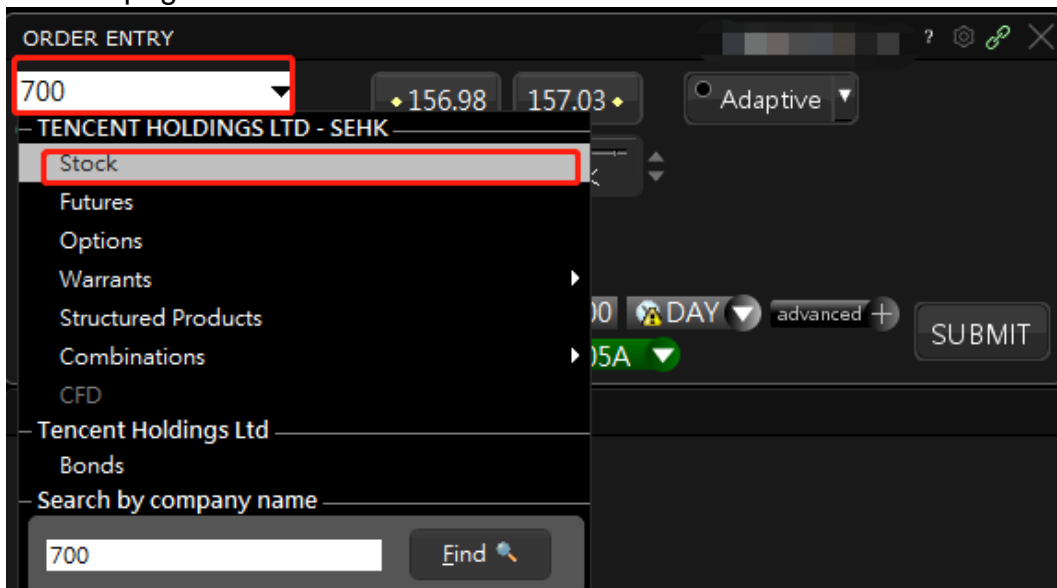 ORDER ENTRY ?
700 156.98 157.03 Adaptive
TENCENT HOLDINGS LTD - SEHK
Stock
Futures
Options
Warrants
Structured Products
DAY advanced +
SUBMIT
Combinations
05A
CFD
Tencent Holdings Ltd
Bonds
Search by company name
700 Find